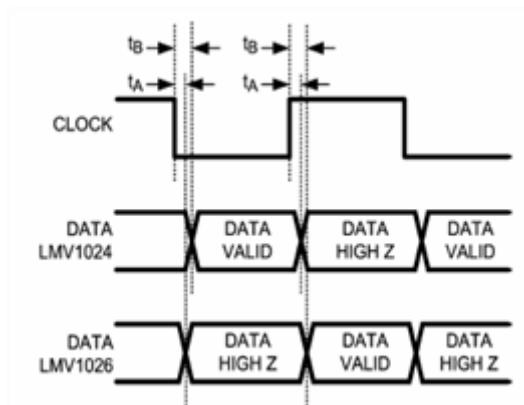 tB tB
tA tA
CLOCK
DATA
LMV1024
DATA
VALID
DATA
HIGH Z
DATA
VALID
DATA
LMV1026
DATA
HIGH Z
DATA
VALID
DATA
HIGH Z